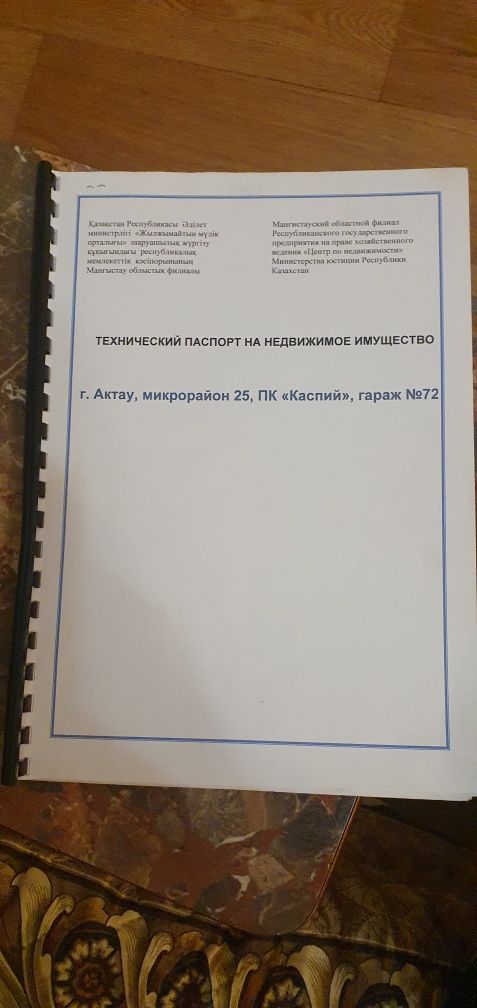 Қазақстан Республикасы Әділет
министрлігі «Жылжымайтын мүлік
орталығы» шаруашылық жүргізу
құқығындағы республикалық
мемлекеттік кәсіпорынының
Маңғыстау облыстық филиалы
Мангистауский областной филиал
Республиканского государственного
предприятия на праве хозяйственного
ведения «Центр по недвижимости»
Министерства юстиции Республики
Казахстан
ТЕХНИЧЕСКИЙ ПАСПОРТ НА НЕДВИЖИМОЕ ИМУЩЕСТВО
г. Актау, микрорайон 25, ПК «Каспий», гараж №72